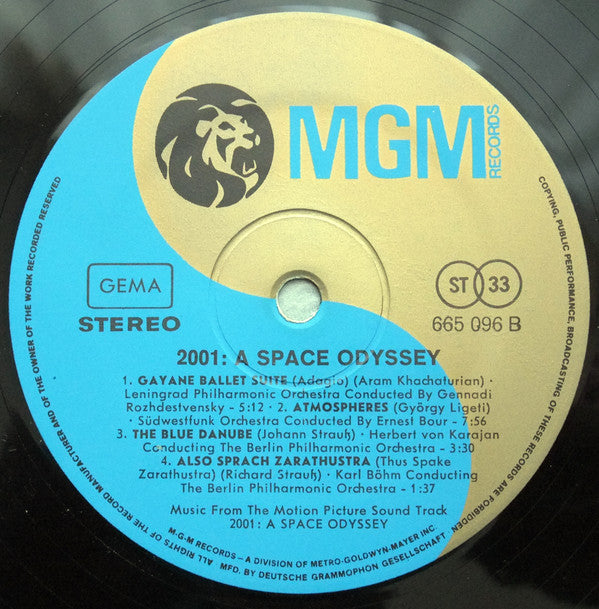 MGM
RECORDS
GEMA
STEREO
ST 33
665 096 B
2001: A SPACE ODYSSEY
1. GAYANE BALLET SUITE (Adagio) (Aram Khachaturian) ·
Leningrad Philharmonic Orchestra Conducted By Gennadi
Rozhdestvensky - 5:12 · 2. ATMOSPHERES (György Ligeti)
· Südwestfunk Orchestra Conducted By Ernest Bour - 7:56
3. THE BLUE DANUBE (Johann Strauß) · Herbert von Karajan
Conducting The Berlin Philharmonic Orchestra - 3:30
4. ALSO SPRACH ZARATHUSTRA (Thus Spake
Zarathustra) (Richard Strauß) · Karl Böhm Conducting
The Berlin Philharmonic Orchestra - 1:37
Music From The Motion Picture Sound Track
2001: A SPACE ODYSSEY
M-G-M RECORDS – A DIVISION OF METRO-GOLDWYN-MAYER INC.
MFD. BY DEUTSCHE GRAMMOPHON GESELLSCHAFT
ALL RIGHTS OF THE RECORD MANUFACTURER AND OF THE OWNER OF THE WORK RECORDED RESERVED
COPYING, PUBLIC PERFORMANCE, BROADCASTING OF THESE RECORDS ARE FORBIDDEN